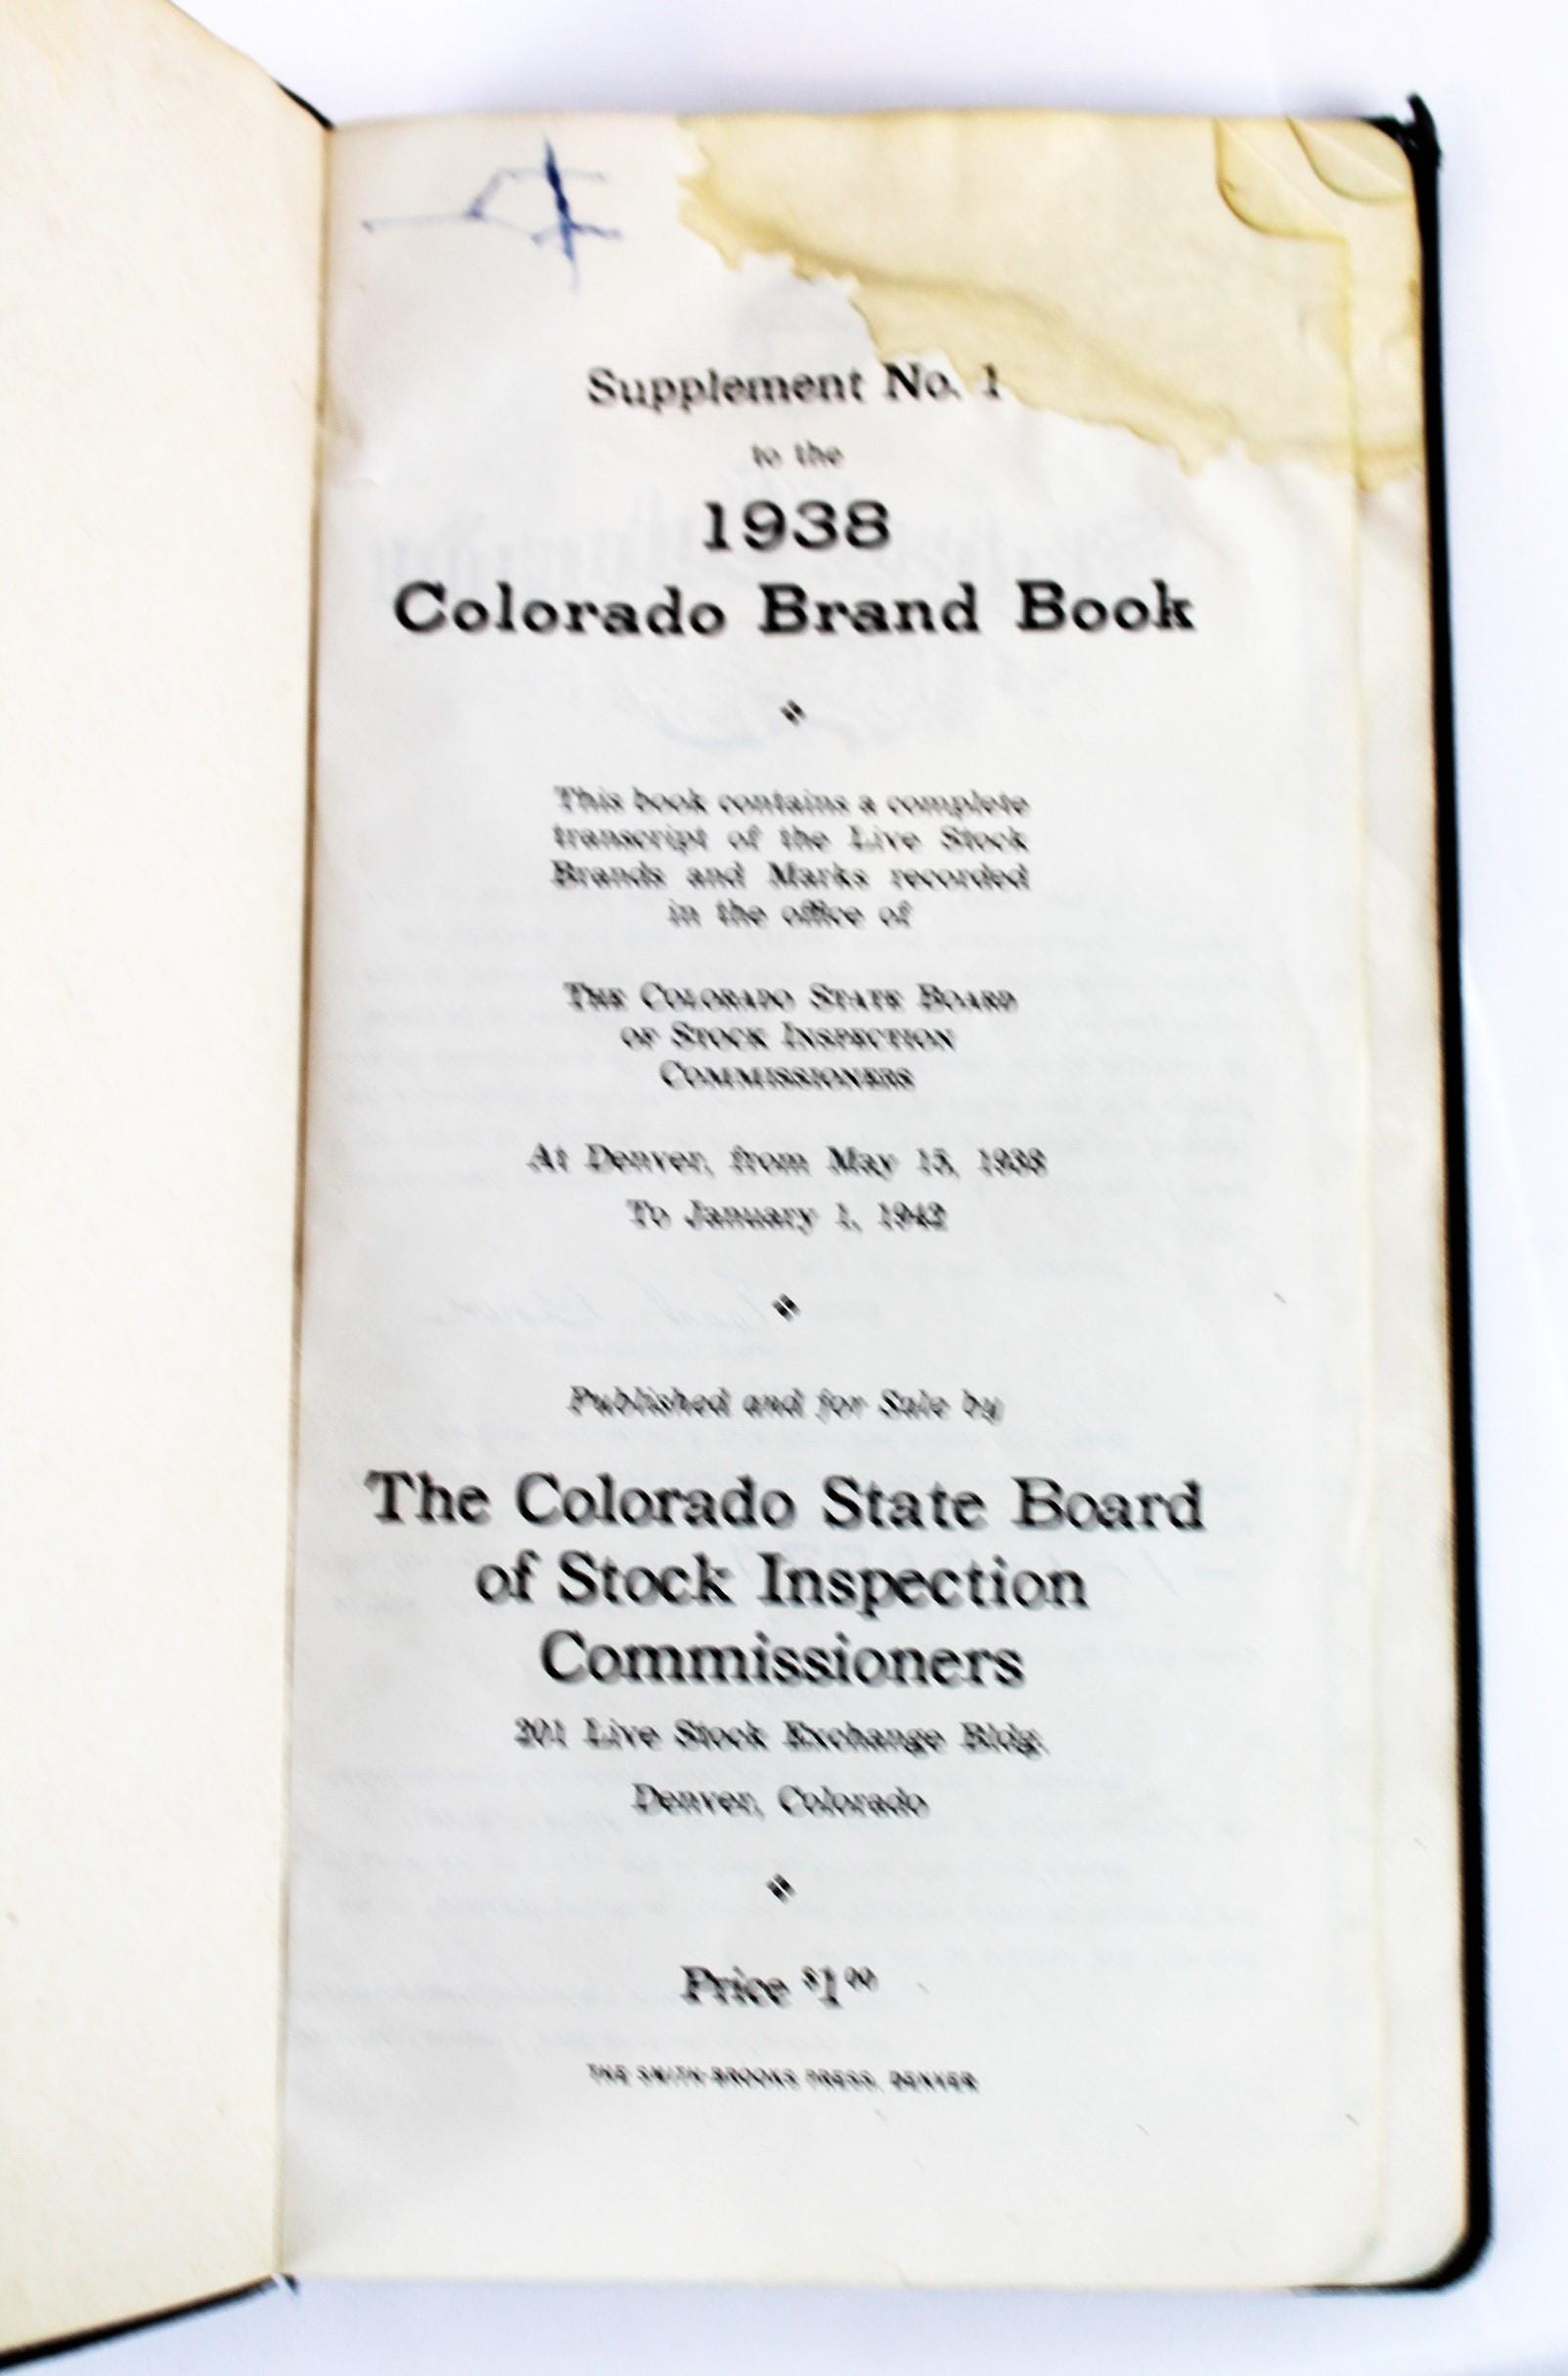 Supplement No. 1
to the
1938
Colorado Brand Book
This book contains a complete
transcript of the Live Stock
Brands and Marks recorded
in the office of
THE COLORADO STATE BOARD
OF STOCK INSPECTION
COMMISSIONERS
At Denver, from May 15, 1938
To January 1, 1942
Published and for Sale by
The Colorado State Board
of Stock Inspection
Commissioners
201 Live Stock Exchange Bldg.
Denver, Colorado
Price $1 00
THE SMITH-BROOKS PRESS, DENVER